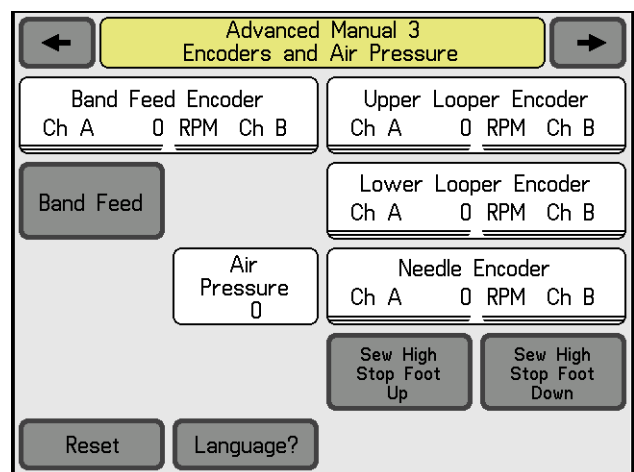 Advanced Manual 3
Encoders and Air Pressure
Band Feed Encoder
Ch A 0 RPM Ch B
Upper Looper Encoder
Ch A 0 RPM Ch B
Band Feed
Lower Looper Encoder
Ch A 0 RPM Ch B
Air
Pressure
0
Needle Encoder
Ch A 0 RPM Ch B
Sew High
Stop Foot
Up
Sew High
Stop Foot
Down
Reset
Language?